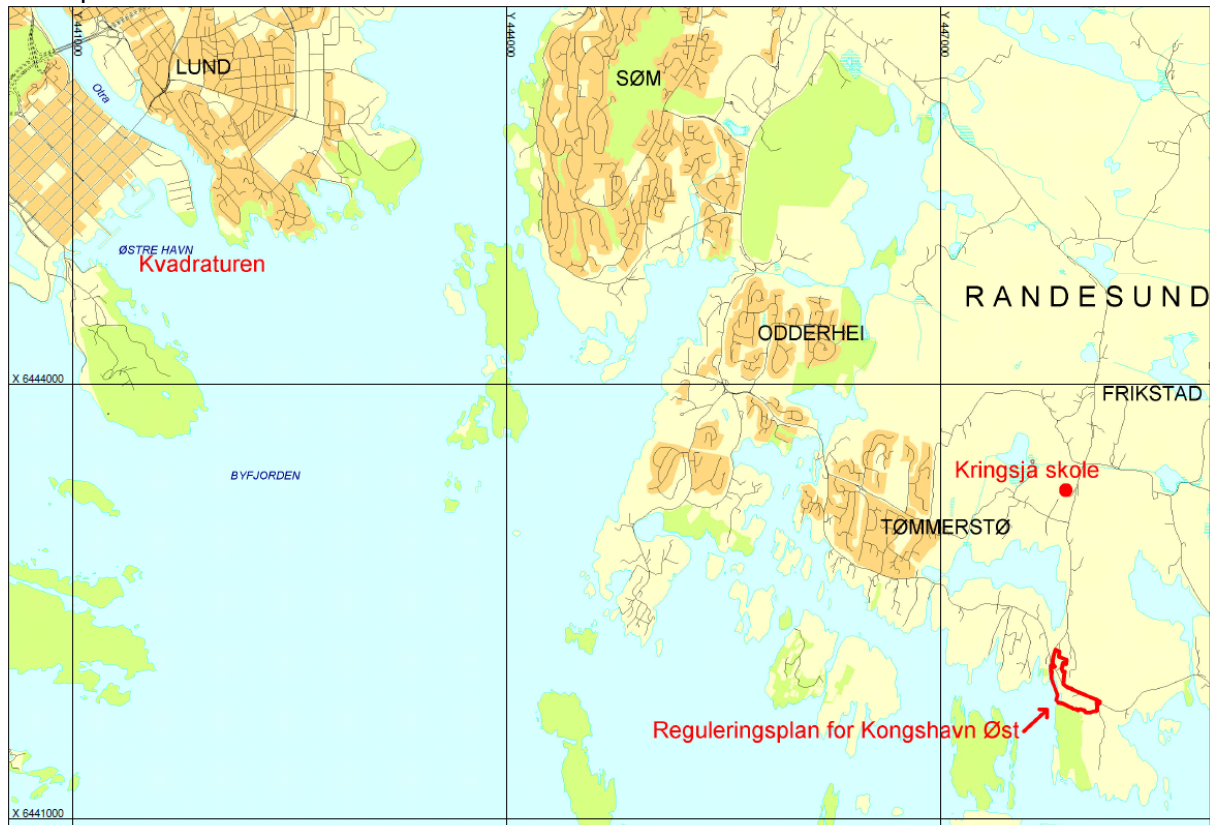 Y 441000
Y 444000
Y 447000
LUND
SØM
Otra
ØSTRE HAVN
Kvadraturen
RANDESUND
ODDERHEI
X 6444000
FRIKSTAD
BYFJORDEN
Kringsjå skole
TØMMERSTØ
Reguleringsplan for Kongshavn Øst
X 6441000